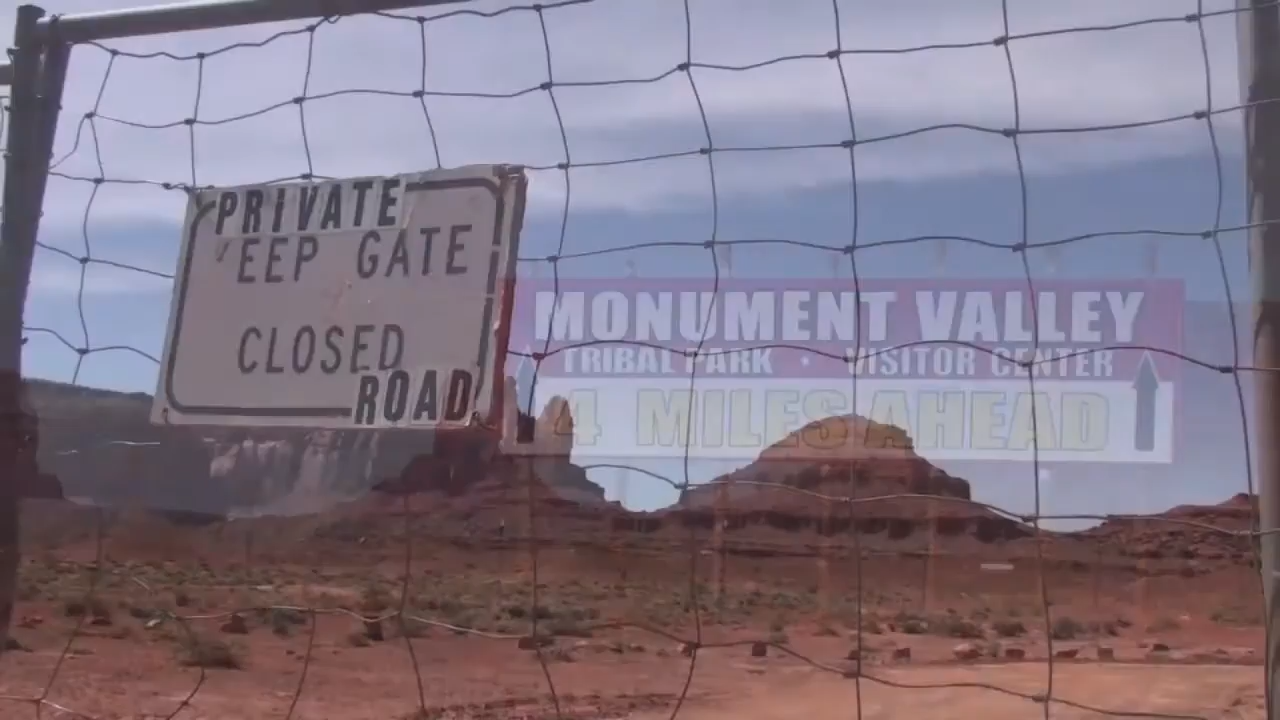 PRIVATE
EEP GATE
CLOSED
ROAD
MONUMENT VALLEY
TRIBAL PARK · VISITOR CENTER
4 MILES AHEAD